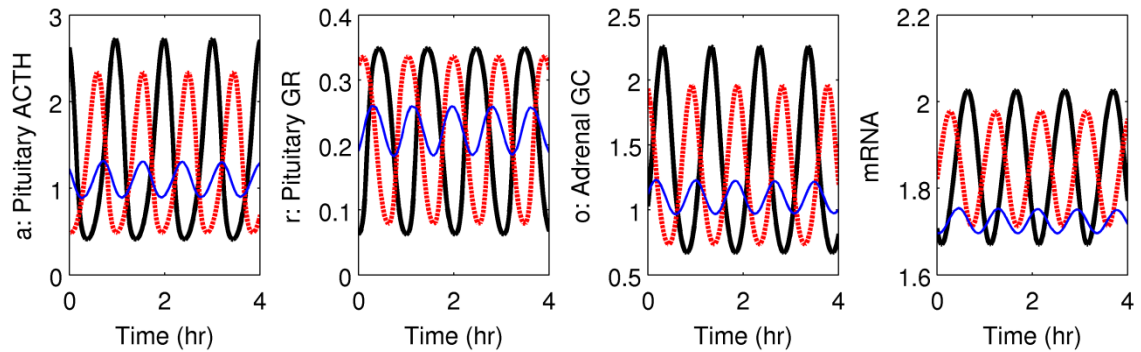 a: Pituitary ACTH
3
2
1
0
0 2 4
Time (hr)
r: Pituitary GR
0.4
0.3
0.2
0.1
0
0 2 4
Time (hr)
o: Adrenal GC
2.5
2
1.5
1
0.5
0 2 4
Time (hr)
mRNA
2.2
2
1.8
1.6
0 2 4
Time (hr)